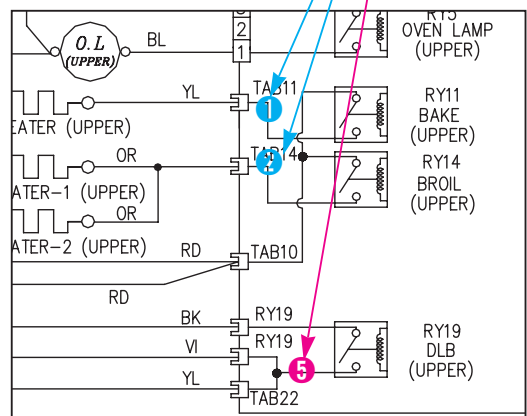 RY5
2
OVEN LAMP
(UPPER)
O.L
(UPPER)
BL
1
YL
TAB11
1
RY11
BAKE
(UPPER)
EATER (UPPER)
OR
TAB14
2
RY14
BROIL
(UPPER)
ATER-1 (UPPER)
OR
ATER-2 (UPPER)
RD
TAB10
RD
BK
RY19
RY19
DLB
(UPPER)
VI
RY19
5
YL
TAB22